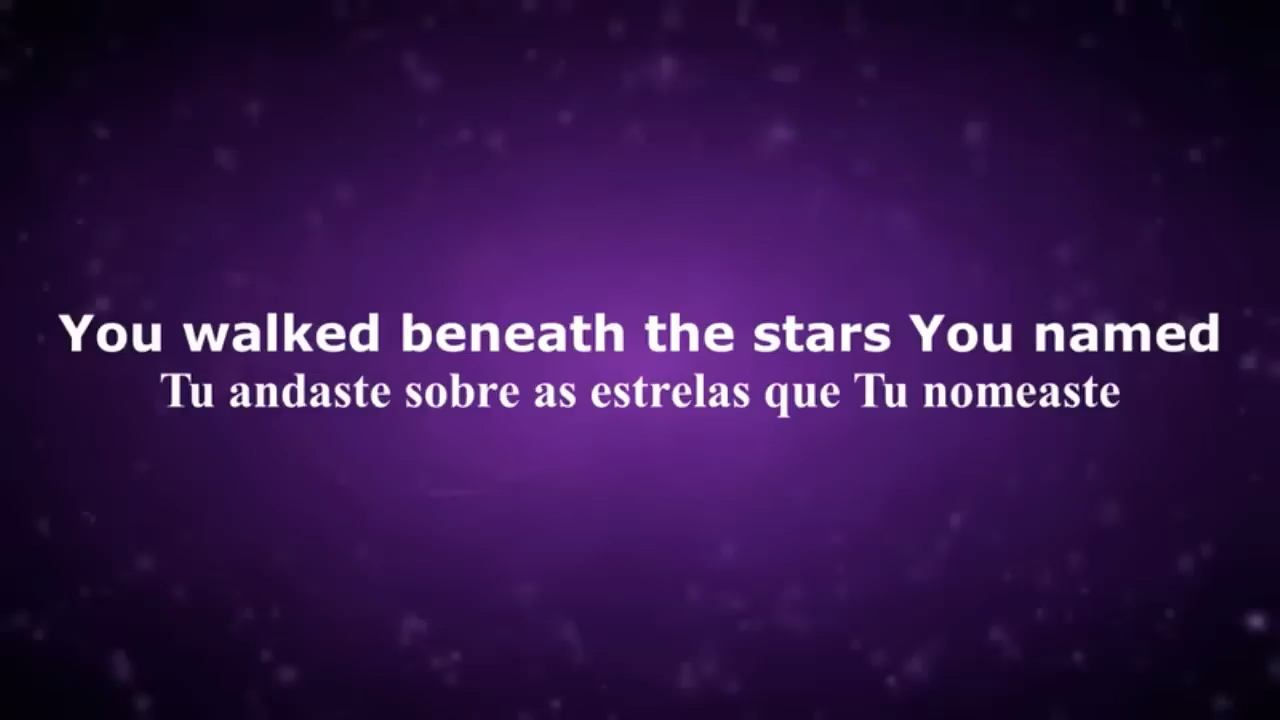 You walked beneath the stars You named
Tu andaste sobre as estrelas que Tu nomeaste